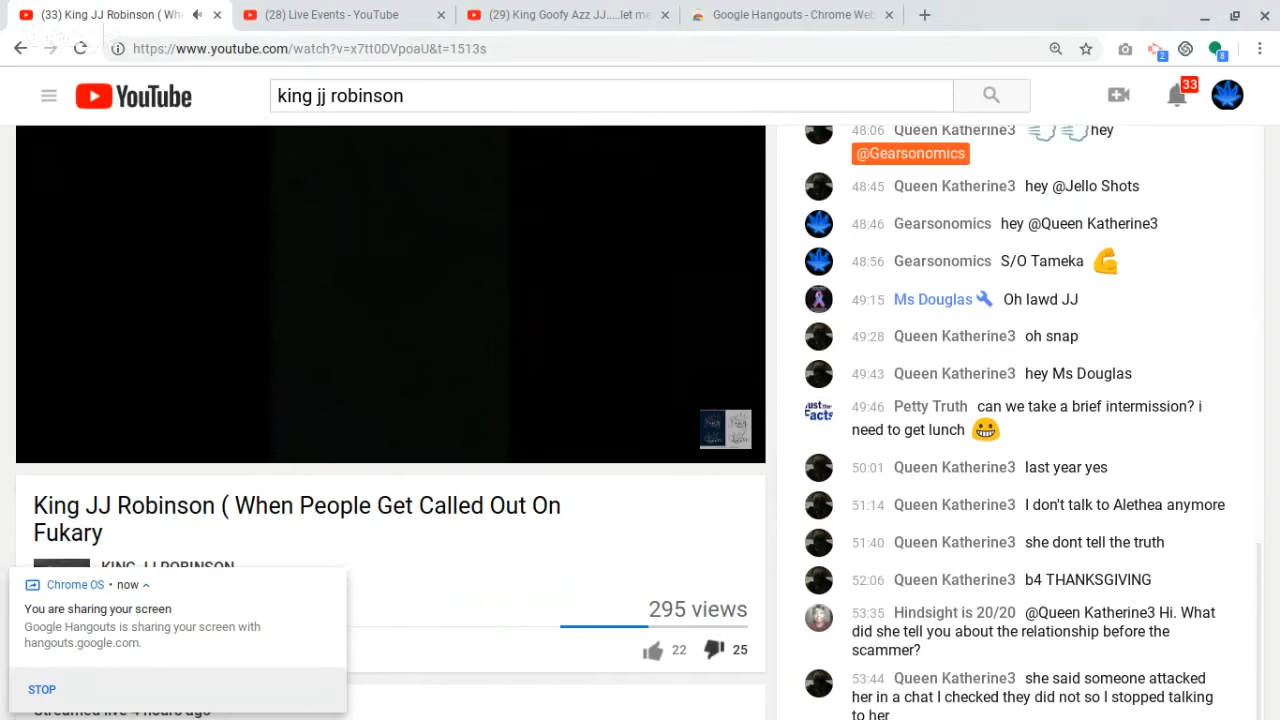 (33) King JJ Robinson ( Wh
(28) Live Events - YouTube
(29) King Goofy Azz JJ.....let me
Google Hangouts - Chrome Web
https://www.youtube.com/watch?v=x7tt0DVpoaU&t=1513s
2
8
YouTube
king jj robinson
33
48:06 Queen Katherine3 hey
@Gearsonomics
48:45 Queen Katherine3 hey @Jello Shots
48:46 Gearsonomics hey @Queen Katherine3
48:56 Gearsonomics S/O Tameka
49:15 Ms Douglas Oh lawd JJ
49:28 Queen Katherine3 oh snap
49:43 Queen Katherine3 hey Ms Douglas
Just the Facts
49:46 Petty Truth can we take a brief intermission? i
need to get lunch
50:01 Queen Katherine3 last year yes
51:14 Queen Katherine3 I don't talk to Alethea anymore
51:40 Queen Katherine3 she dont tell the truth
52:06 Queen Katherine3 b4 THANKSGIVING
53:35 Hindsight is 20/20 @Queen Katherine3 Hi. What
did she tell you about the relationship before the
scammer?
53:44 Queen Katherine3 she said someone attacked
her in a chat I checked they did not so I stopped talking
to her
King JJ Robinson ( When People Get Called Out On
Fukary
KING JJ ROBINSON
295 views
22
25
Chrome OS • now
You are sharing your screen
Google Hangouts is sharing your screen with
hangouts.google.com.
STOP
Streamed live 4 hours ago